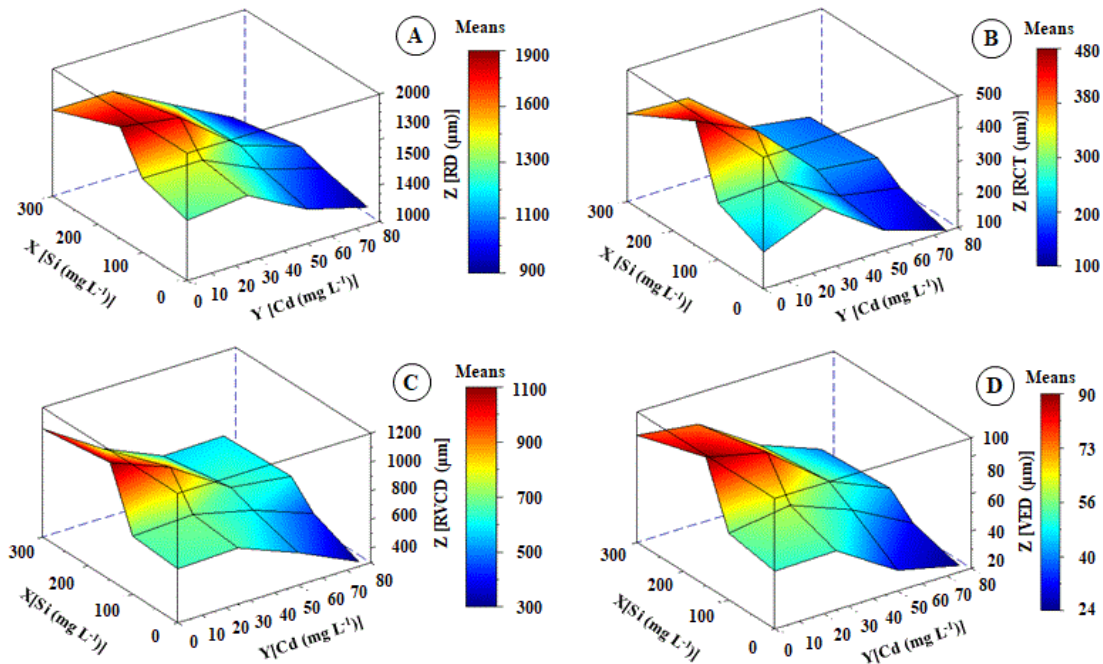 Means
A
1900
1600
1300
1100
900
2000
1300
1500
1400
1000
Z [RD (µm)]
300
200
100
0
X [Si (mg L⁻¹)]
0 10 20 30 40 50 60 70 80
Y [Cd (mg L⁻¹)]
Means
B
480
380
300
200
100
500
400
300
200
100
Z [RCT (µm)]
300
200
100
0
X [Si (mg L⁻¹)]
0 10 20 30 40 50 60 70 80
Y [Cd (mg L⁻¹)]
Means
C
1100
900
700
500
300
1200
1000
800
600
400
Z [RVCD (µm)]
300
200
100
0
X[Si (mg L⁻¹)]
0 10 20 30 40 50 60 70 80
Y[Cd (mg L⁻¹)]
Means
D
90
73
56
40
24
100
80
60
40
20
Z [VED (µm)]
300
200
100
0
X[Si (mg L⁻¹)]
0 10 20 30 40 50 60 70 80
Y[Cd (mg L⁻¹)]